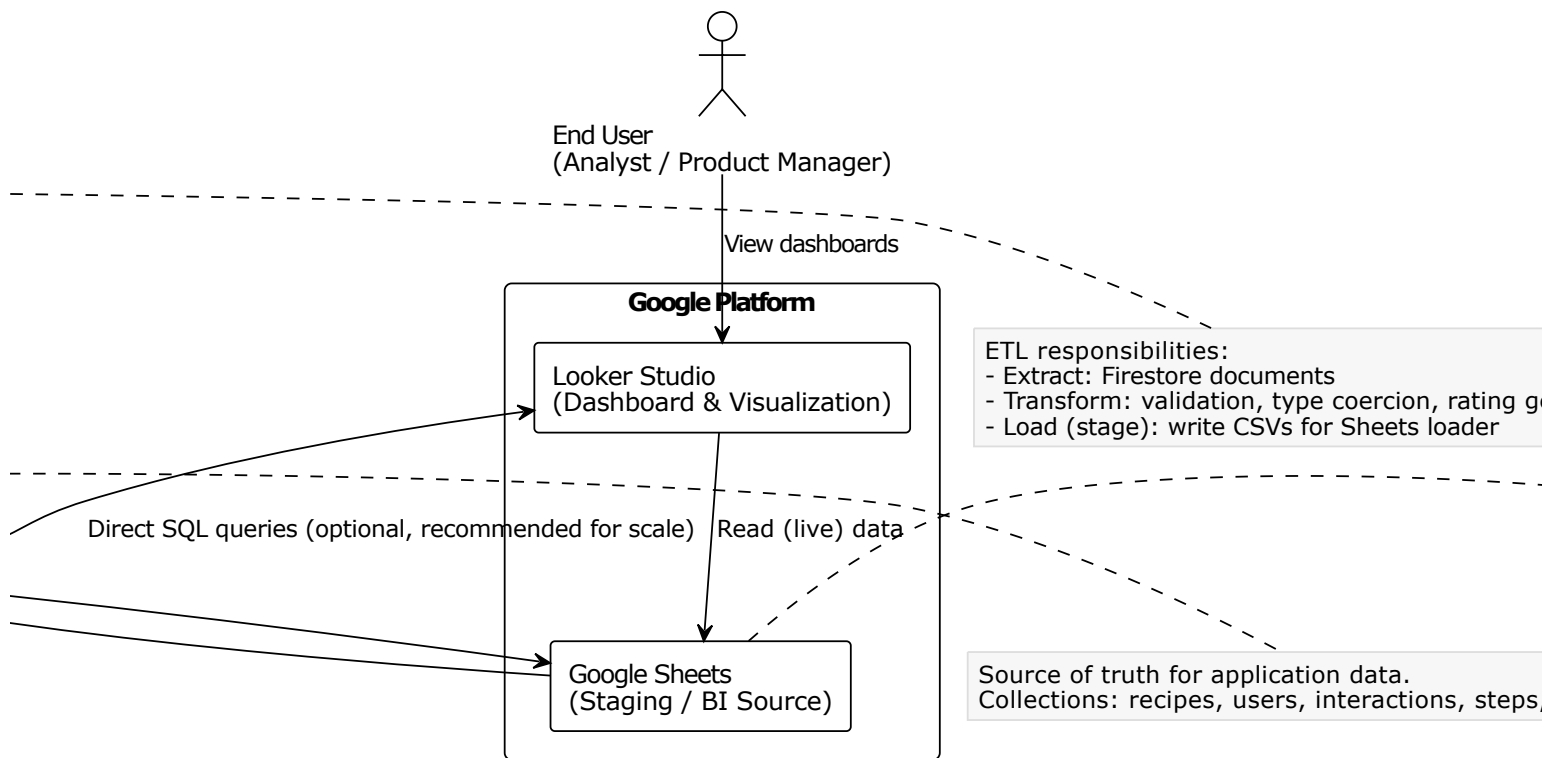 End User
(Analyst / Product Manager)
View dashboards
Google Platform
Looker Studio
(Dashboard & Visualization)
ETL responsibilities:
- Extract: Firestore documents
- Transform: validation, type coercion, rating
- Load (stage): write CSVs for Sheets loader
Direct SQL queries (optional, recommended for scale)
Read (live) data
Google Sheets
(Staging / BI Source)
Source of truth for application data.
Collections: recipes, users, interactions, steps,